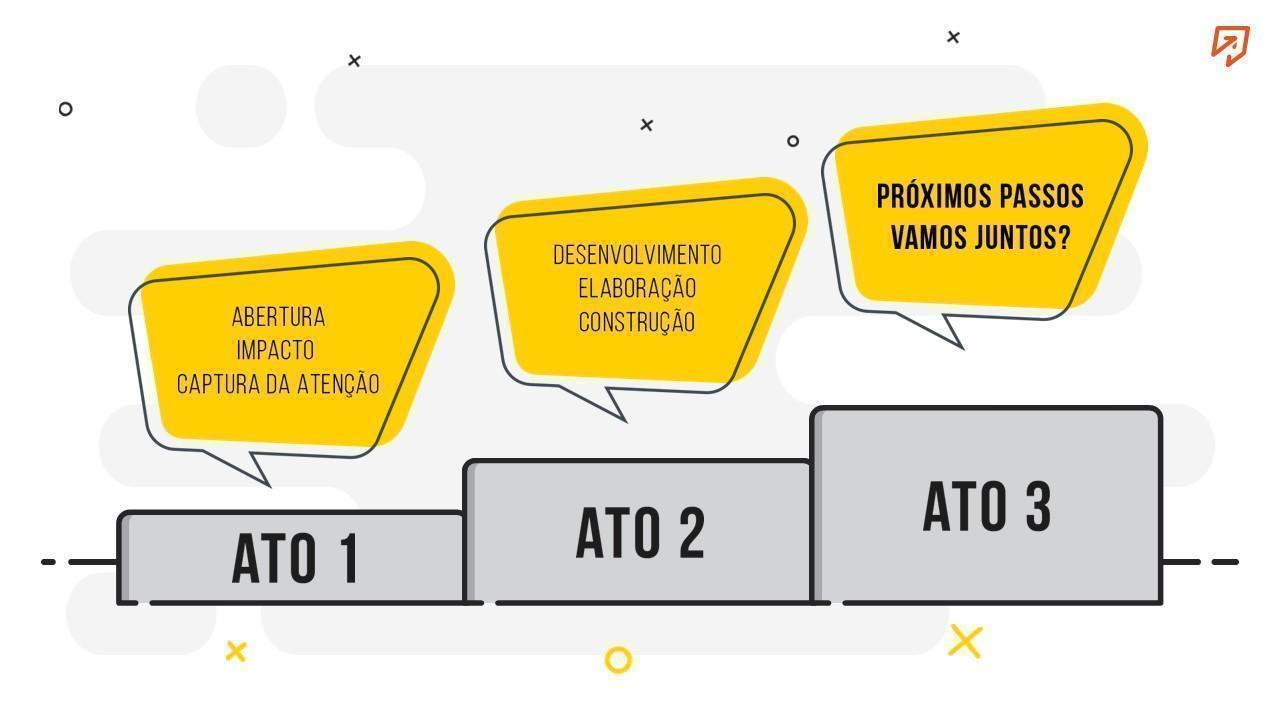 PRÓXIMOS PASSOS
VAMOS JUNTOS?
DESENVOLVIMENTO
ELABORAÇÃO
CONSTRUÇÃO
ABERTURA
IMPACTO
CAPTURA DA ATENÇÃO
ATO 1
ATO 2
ATO 3